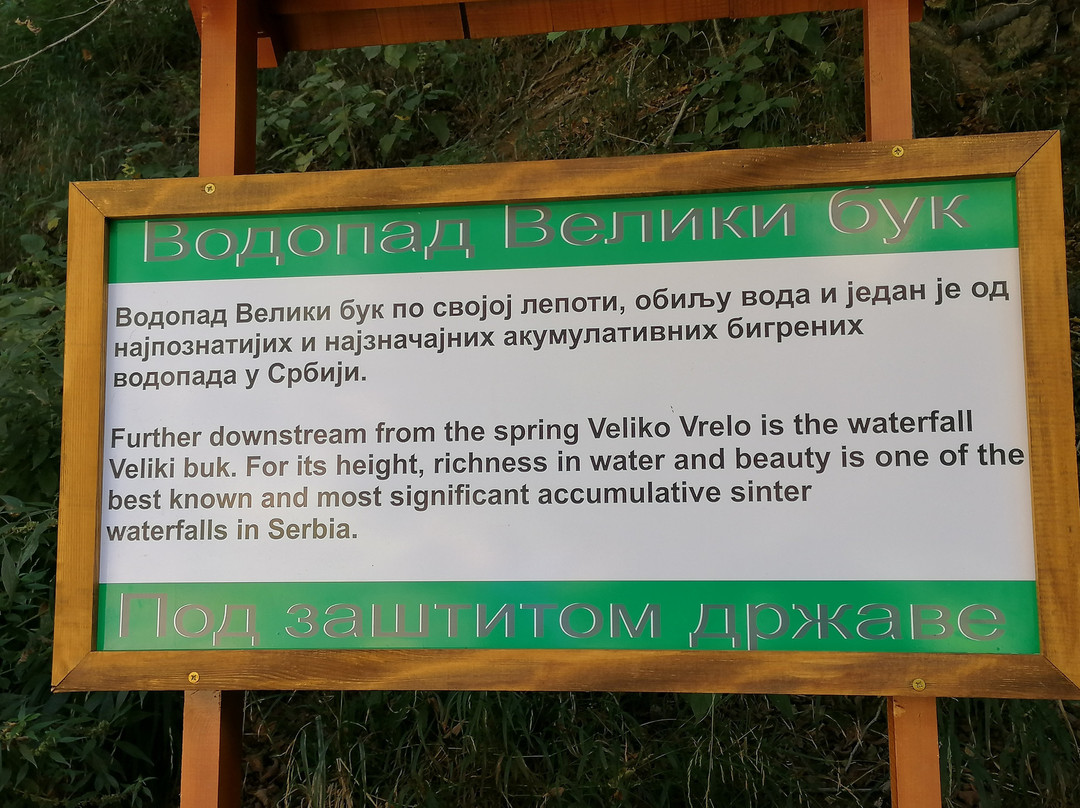 Водопад Велики бук
Водопад Велики бук по својој лепоти, обиљу вода и један је од
најпознатијих и најзначајних акумулативних бигрених
водопада у Србији.
Further downstream from the spring Veliko Vrelo is the waterfall
Veliki buk. For its height, richness in water and beauty is one of the
best known and most significant accumulative sinter
waterfalls in Serbia.
Под заштитом државе